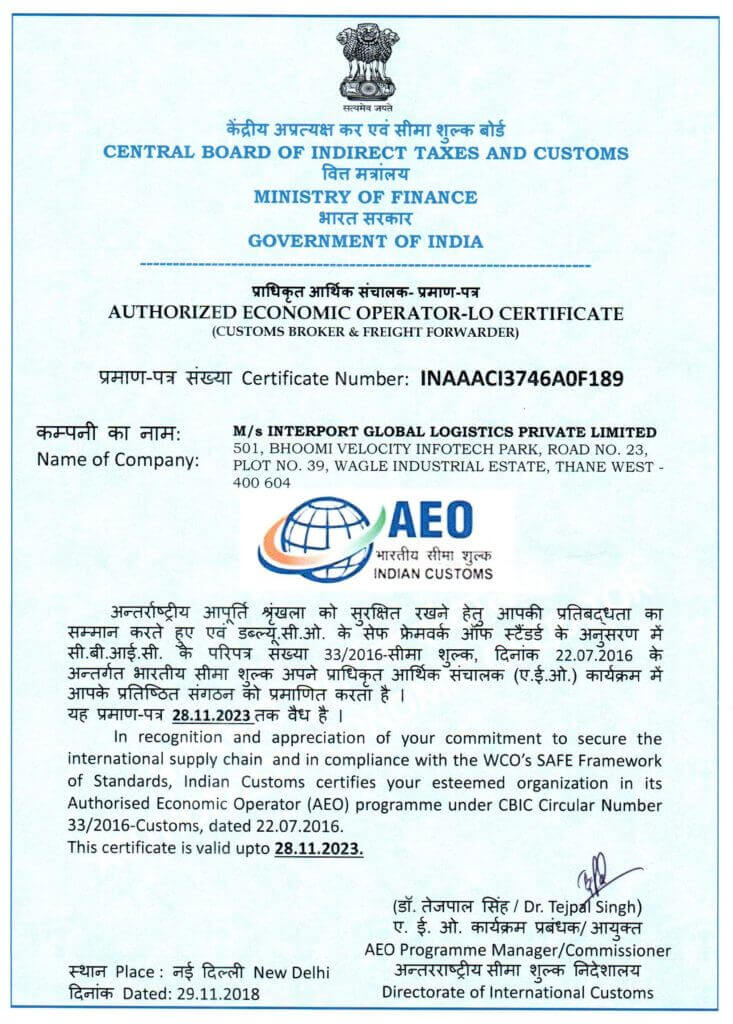 सत्यमेव जयते
केंद्रीय अप्रत्यक्ष कर एवं सीमा शुल्क बोर्ड
CENTRAL BOARD OF INDIRECT TAXES AND CUSTOMS
वित्त मत्रांलय
MINISTRY OF FINANCE
भारत सरकार
GOVERNMENT OF INDIA
प्राधिकृत आर्थिक संचालक- प्रमाण-पत्र
AUTHORIZED ECONOMIC OPERATOR-LO CERTIFICATE
(CUSTOMS BROKER & FREIGHT FORWARDER)
प्रमाण-पत्र संख्या Certificate Number: INAAACI3746A0F189
कम्पनी का नाम:
Name of Company:
M/s INTERPORT GLOBAL LOGISTICS PRIVATE LIMITED
501, BHOOMI VELOCITY INFOTECH PARK, ROAD NO. 23,
PLOT NO. 39, WAGLE INDUSTRIAL ESTATE, THANE WEST -
400 604
AEO
भारतीय सीमा शुल्क
INDIAN CUSTOMS
अन्तर्राष्ट्रीय आपूर्ति श्रृंखला को सुरक्षित रखने हेतु आपकी प्रतिबद्धता का
सम्मान करते हुए एवं डब्ल्यू.सी.ओ. के सेफ फ्रेमवर्क ऑफ स्टैंडर्ड के अनुसरण में
सी.बी.आई.सी. के परिपत्र संख्या 33/2016-सीमा शुल्क, दिनांक 22.07.2016 के
अन्तर्गत भारतीय सीमा शुल्क अपने प्राधिकृत आर्थिक संचालक (ए.ई.ओ.) कार्यक्रम में
आपके प्रतिष्ठित संगठन को प्रमाणित करता है ।
यह प्रमाण-पत्र 28.11.2023 तक वैध है ।
In recognition and appreciation of your commitment to secure the
international supply chain and in compliance with the WCO's SAFE Framework
of Standards, Indian Customs certifies your esteemed organization in its
Authorised Economic Operator (AEO) programme under CBIC Circular Number
33/2016-Customs, dated 22.07.2016.
This certificate is valid upto 28.11.2023.
(डॉ. तेजपाल सिंह / Dr. Tejpal Singh)
ए. ई. ओ. कार्यक्रम प्रबंधक/ आयुक्त
AEO Programme Manager/Commissioner
अन्तरराष्ट्रीय सीमा शुल्क निदेशालय
Directorate of International Customs
स्थान Place : नई दिल्ली New Delhi
दिनांक Dated: 29.11.2018